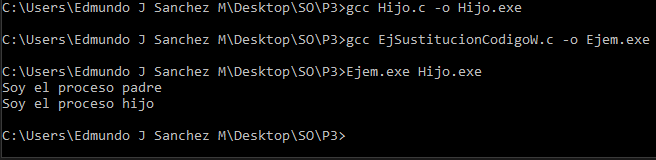 C:\Users\Edmundo J Sanchez M\Desktop\SO\P3>gcc Hijo.c -o Hijo.exe
C:\Users\Edmundo J Sanchez M\Desktop\SO\P3>gcc EjSustitucionCodigoW.c -o Ejem.exe
C:\Users\Edmundo J Sanchez M\Desktop\SO\P3>Ejem.exe Hijo.exe
Soy el proceso padre
Soy el proceso hijo
C:\Users\Edmundo J Sanchez M\Desktop\SO\P3>